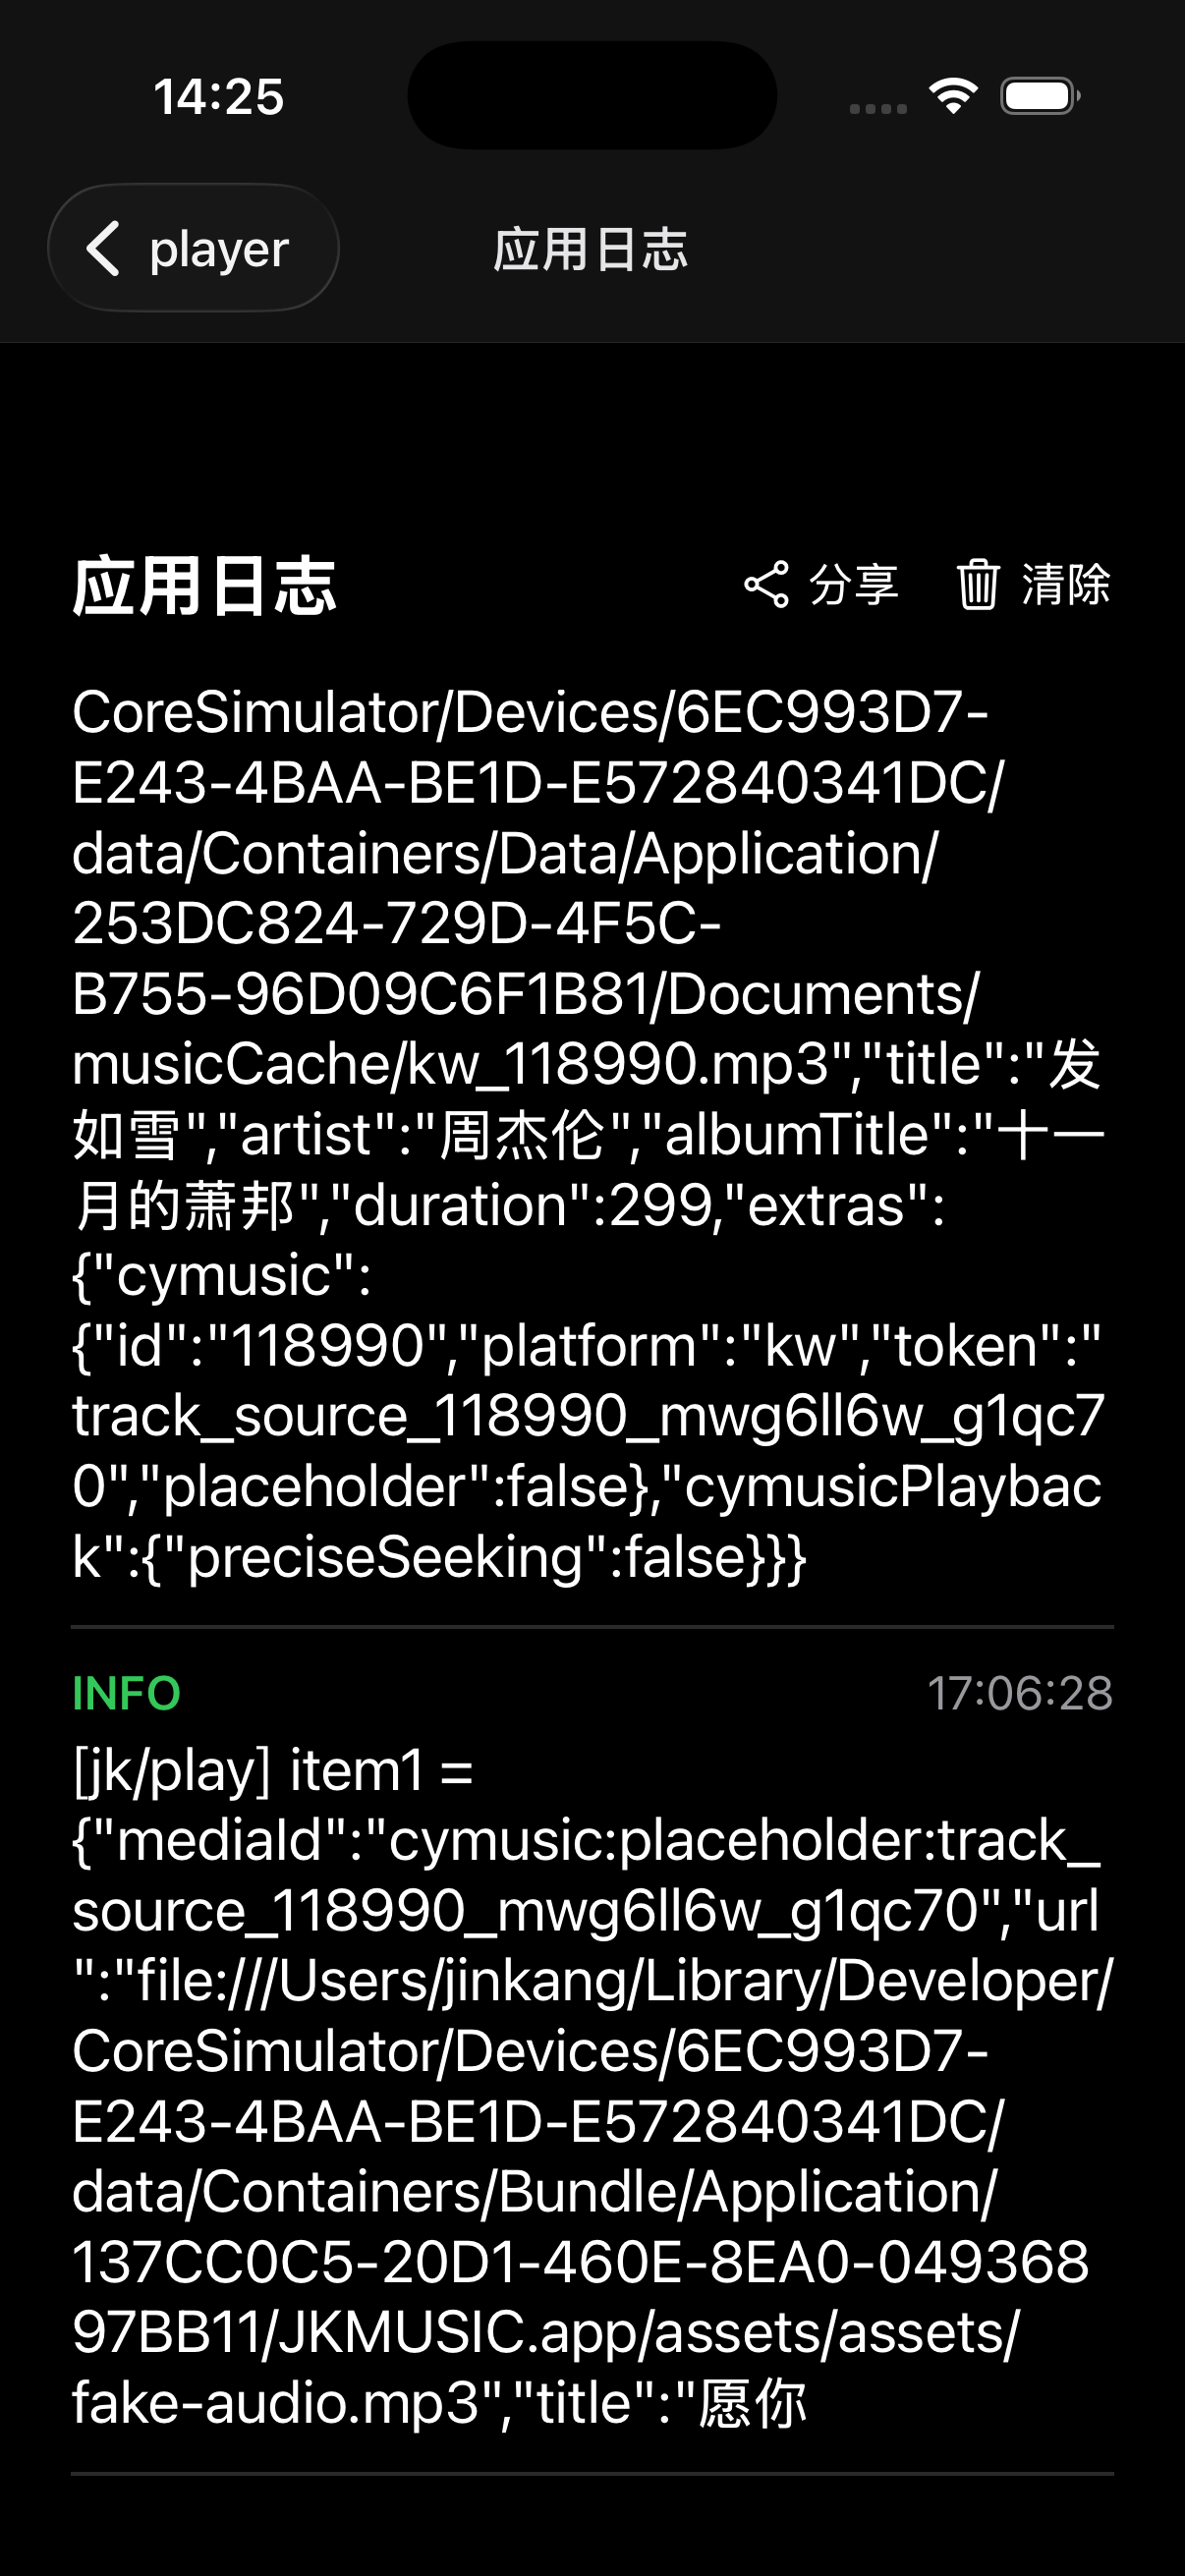 14:25
player
应用日志
应用日志
分享
清除
CoreSimulator/Devices/6EC993D7-
E243-4BAA-BE1D-E572840341DC/
data/Containers/Data/Application/
253DC824-729D-4F5C-
B755-96D09C6F1B81/Documents/
musicCache/kw_118990.mp3","title":"发
如雪","artist":"周杰伦","albumTitle":"十一
月的萧邦","duration":299,"extras":
{"cymusic":
{"id":"118990","platform":"kw","token":"
track_source_118990_mwg6ll6w_g1qc7
0","placeholder":false},"cymusicPlaybac
k":{"preciseSeeking":false}}}
INFO
17:06:28
[jk/play] item1 =
{"mediaId":"cymusic:placeholder:track_
source_118990_mwg6ll6w_g1qc70","url
":"file:///Users/jinkang/Library/Developer/
CoreSimulator/Devices/6EC993D7-
E243-4BAA-BE1D-E572840341DC/
data/Containers/Bundle/Application/
137CC0C5-20D1-460E-8EA0-049368
97BB11/JKMUSIC.app/assets/assets/
fake-audio.mp3","title":"愿你